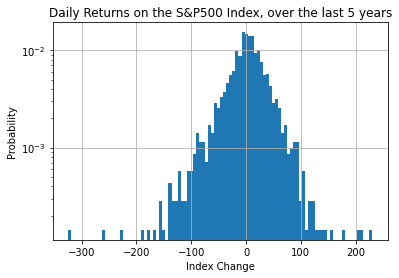 Daily Returns on the S&P500 Index, over the last 5 years
Probability
10⁻²
10⁻³
−300
−200
−100
0
100
200
Index Change